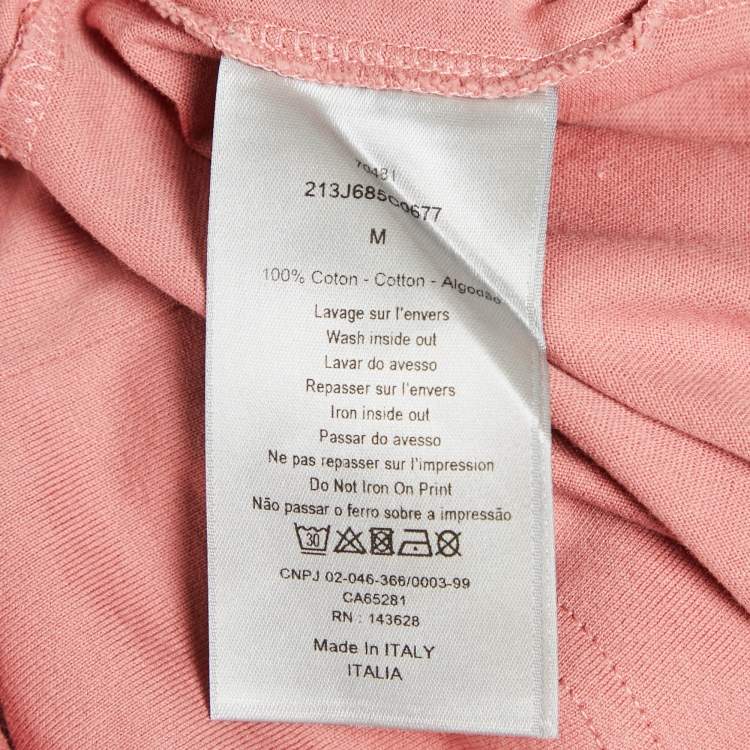 70481
213J685C0677
M
100% Coton - Cotton - Algodão
Lavage sur l'envers
Wash inside out
Lavar do avesso
Repasser sur l'envers
Iron inside out
Passar do avesso
Ne pas repasser sur l'impression
Do Not Iron On Print
Não passar o ferro sobre a impressão
30
CNPJ 02-046-366/0003-99
CA65281
RN : 143628
Made In ITALY
ITALIA